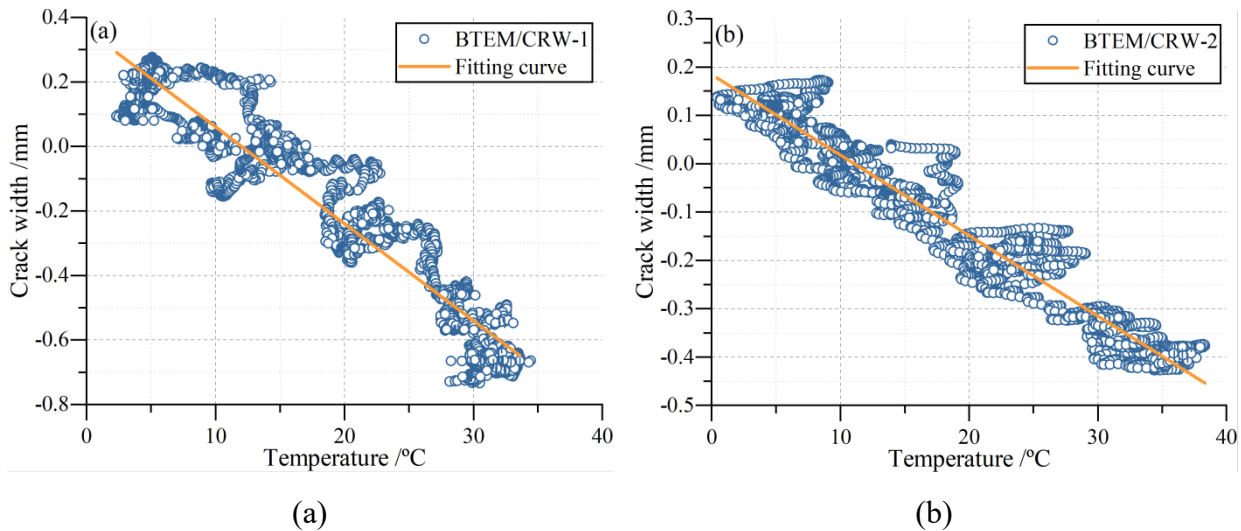 (a)
BTEM/CRW-1
Fitting curve
Crack width /mm
0.4
0.2
0.0
-0.2
-0.4
-0.6
-0.8
0 10 20 30 40
Temperature /ºC
(b)
BTEM/CRW-2
Fitting curve
Crack width /mm
0.3
0.2
0.1
0.0
-0.1
-0.2
-0.3
-0.4
-0.5
0 10 20 30 40
Temperature /ºC
(a) (b)